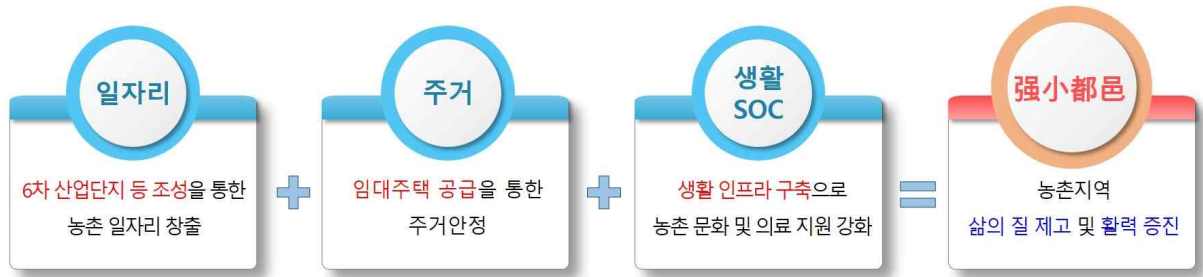 일자리
6차 산업단지 등 조성을 통한
농촌 일자리 창출
+
주거
임대주택 공급을 통한
주거안정
+
생활
SOC
생활 인프라 구축으로
농촌 문화 및 의료 지원 강화
=
强小都邑
농촌지역
삶의 질 제고 및 활력 증진